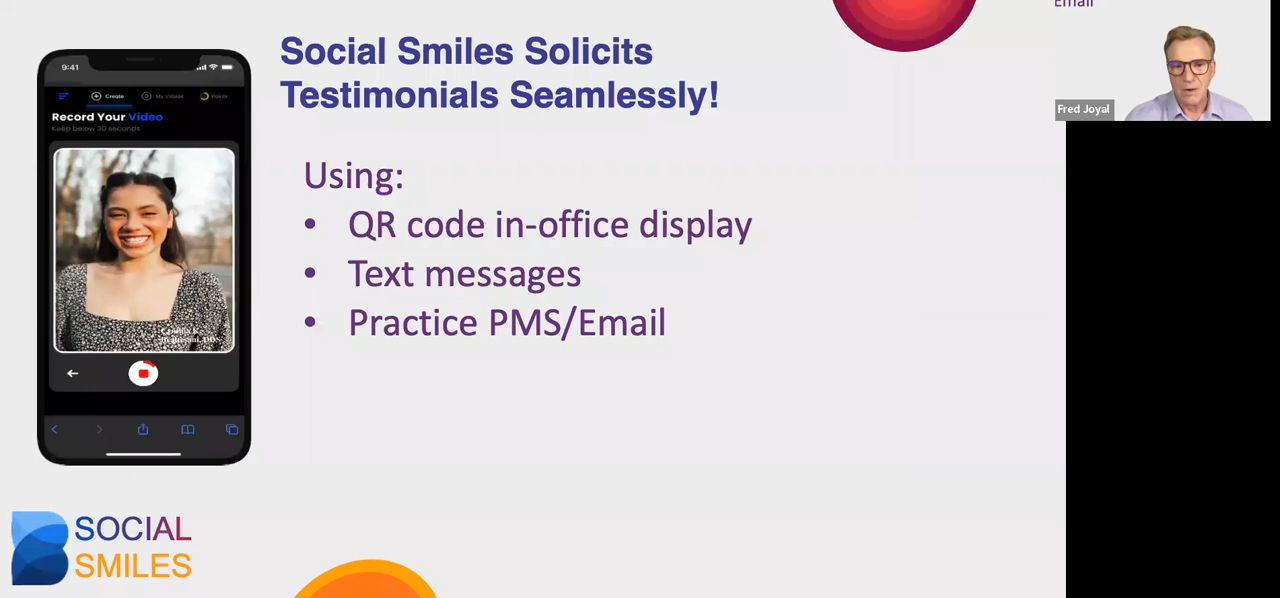 Email
Social Smiles Solicits
Testimonials Seamlessly!
Fred Joyal
9:41
Create
My Videos
Points
Record Your Video
Keep below 30 seconds
Using:
• QR code in-office display
• Text messages
• Practice PMS/Email
SOCIAL
SMILES